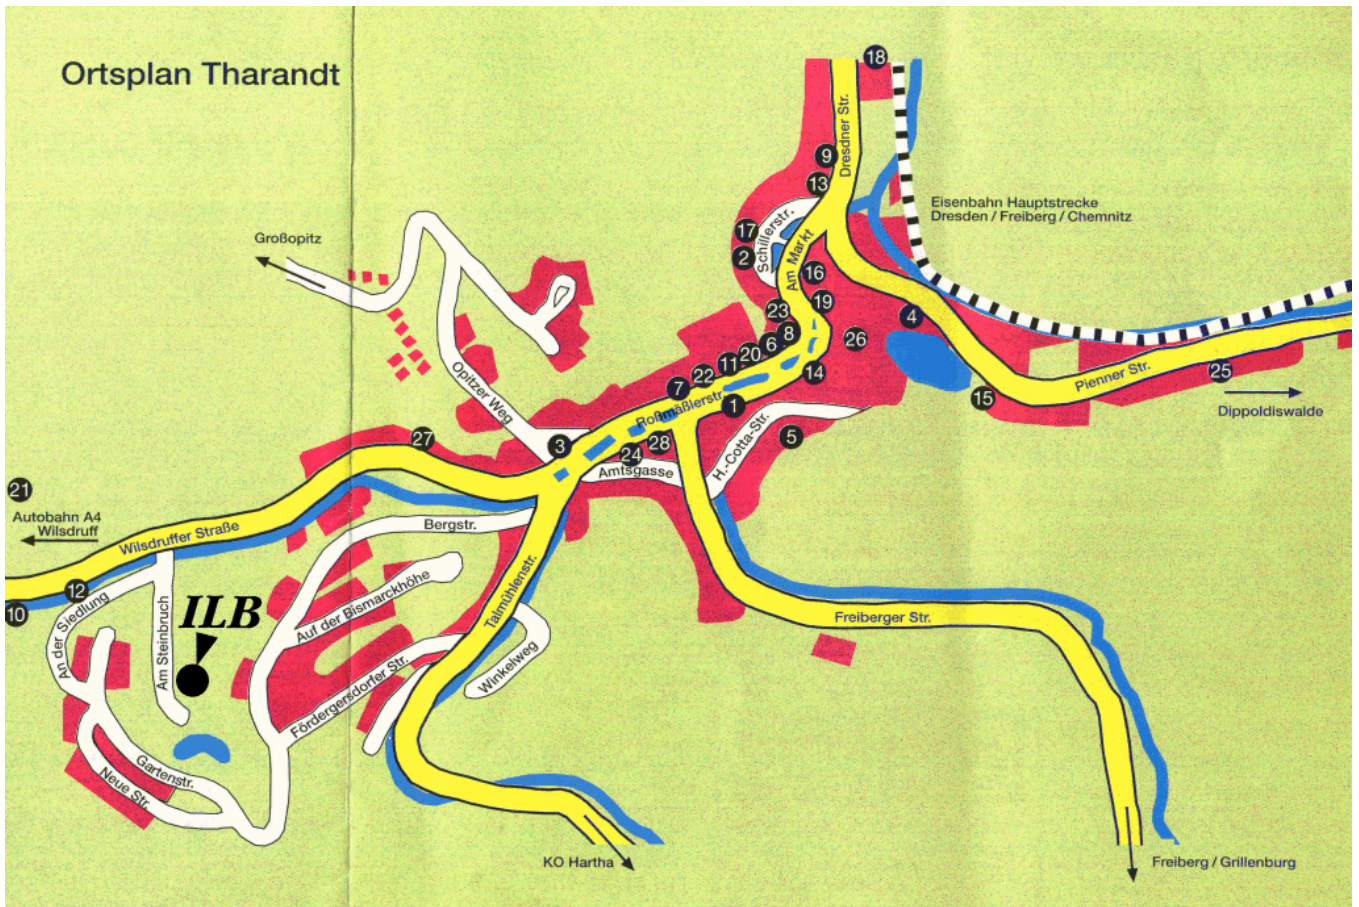 Ortsplan Tharandt
18
Dresdner Str.
9
13
Eisenbahn Hauptstrecke
Dresden / Freiberg / Chemnitz
Schillerstr.
17
2
Am Markt
16
Großopitz
19
23
4
8
6
26
20
11
22
14
7
1
Roßmäßlerstr.
Pienner Str.
25
15
Dippoldiswalde
Opitzer Weg
27
3
28
24
Amtsgasse
H.-Cotta-Str.
5
21
Autobahn A4
Wilsdruff
Wilsdruffer Straße
Bergstr.
12
10
An der Siedlung
Am Steinbruch
ILB
Auf der Bismarckhöhe
Talmühlenstr.
Freiberger Str.
Fördergersdorfer Str.
Winkelweg
Gartenstr.
Neue Str.
KO Hartha
Freiberg / Grillenburg